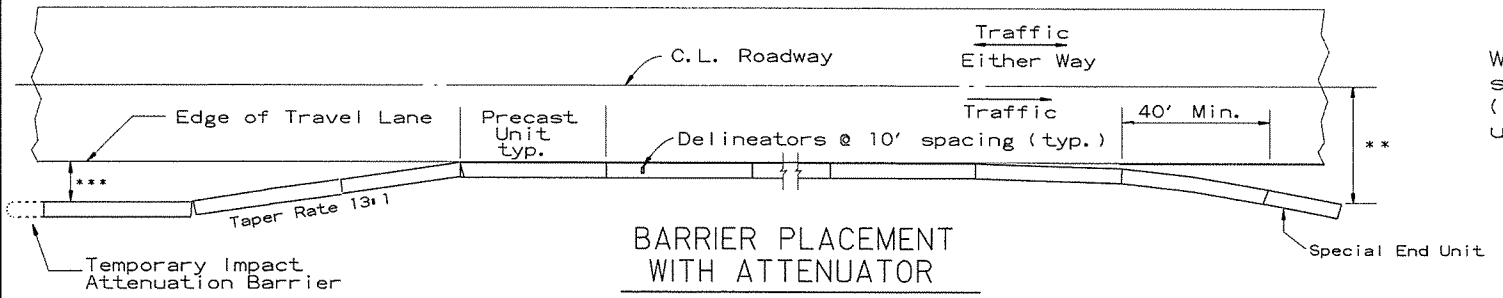 Traffic
Either Way
C.L. Roadway
Traffic
40' Min.
Edge of Travel Lane
Precast
Unit
typ.
Delineators @ 10' spacing (typ.)
**
***
Taper Rate 13:1
BARRIER PLACEMENT
WITH ATTENUATOR
Special End Unit
Temporary Impact
Attenuation Barrier
W
s
(
u